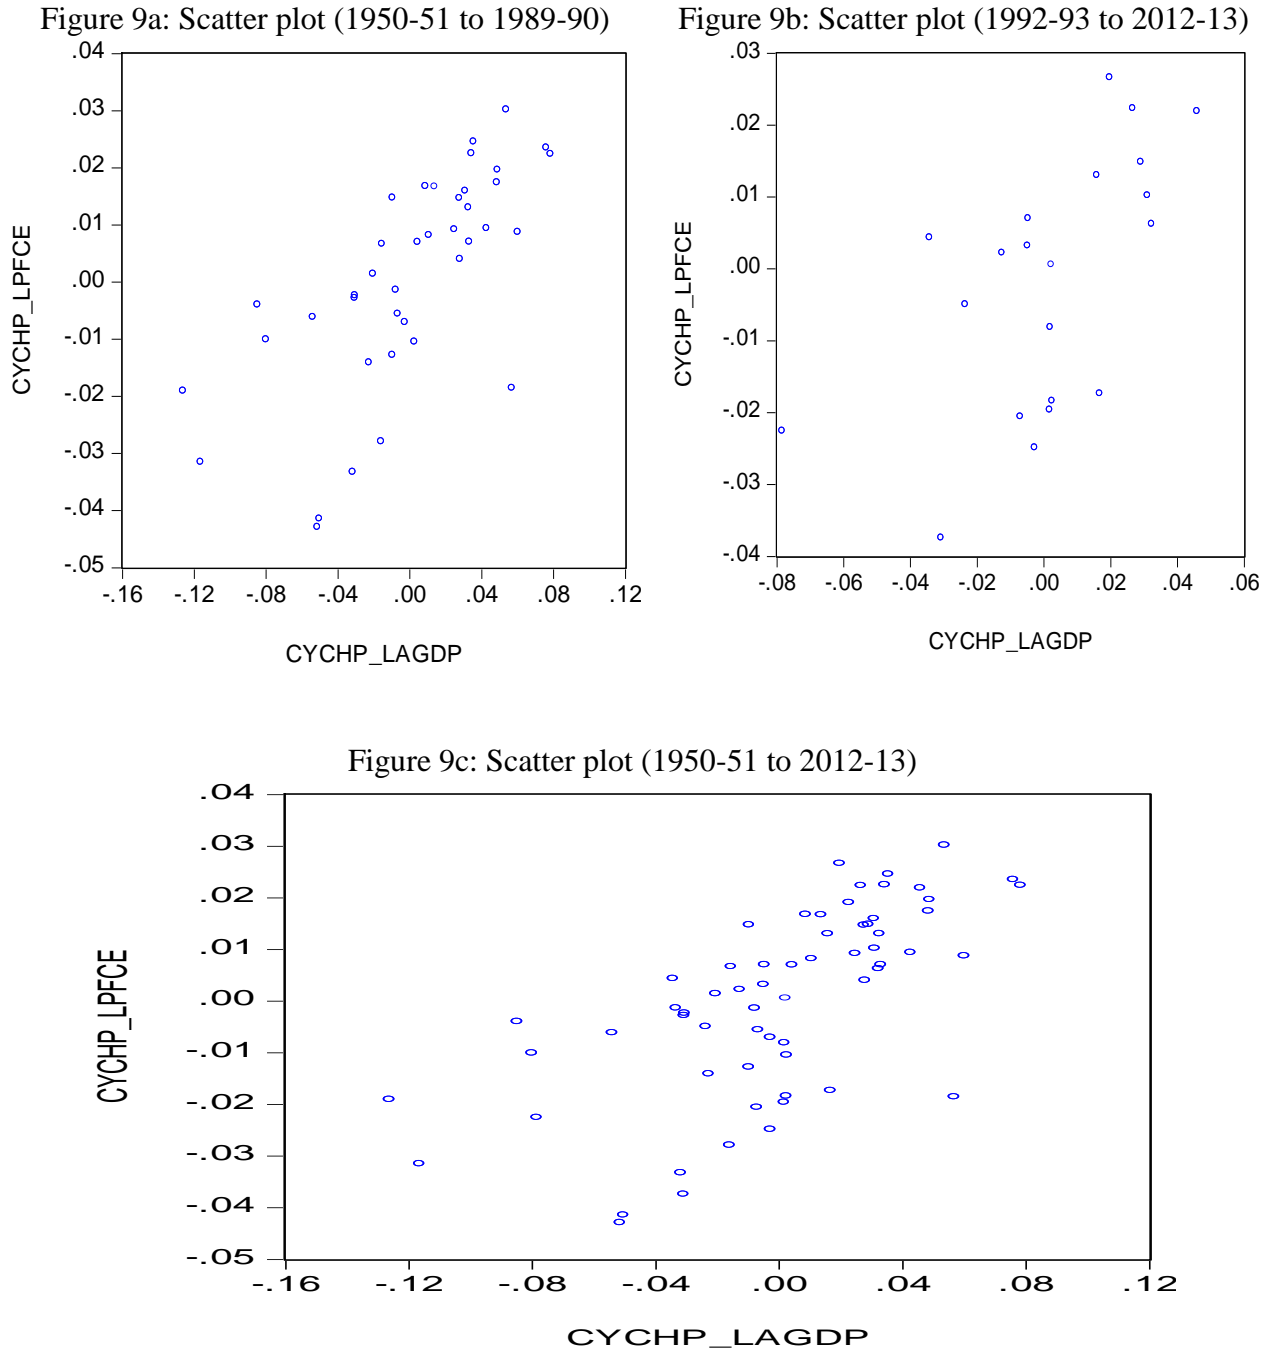 Figure 9a: Scatter plot (1950-51 to 1989-90)
.04
.03
.02
.01
.00
-.01
-.02
-.03
-.04
-.05
CYCHP_LPFCE
-.16 -.12 -.08 -.04 .00 .04 .08 .12
CYCHP_LAGDP
Figure 9b: Scatter plot (1992-93 to 2012-13)
.03
.02
.01
.00
-.01
-.02
-.03
-.04
CYCHP_LPFCE
-.08 -.06 -.04 -.02 .00 .02 .04 .06
CYCHP_LAGDP
Figure 9c: Scatter plot (1950-51 to 2012-13)
.04
.03
.02
.01
.00
-.01
-.02
-.03
-.04
-.05
CYCHP_LPFCE
-.16 -.12 -.08 -.04 .00 .04 .08 .12
CYCHP_LAGDP